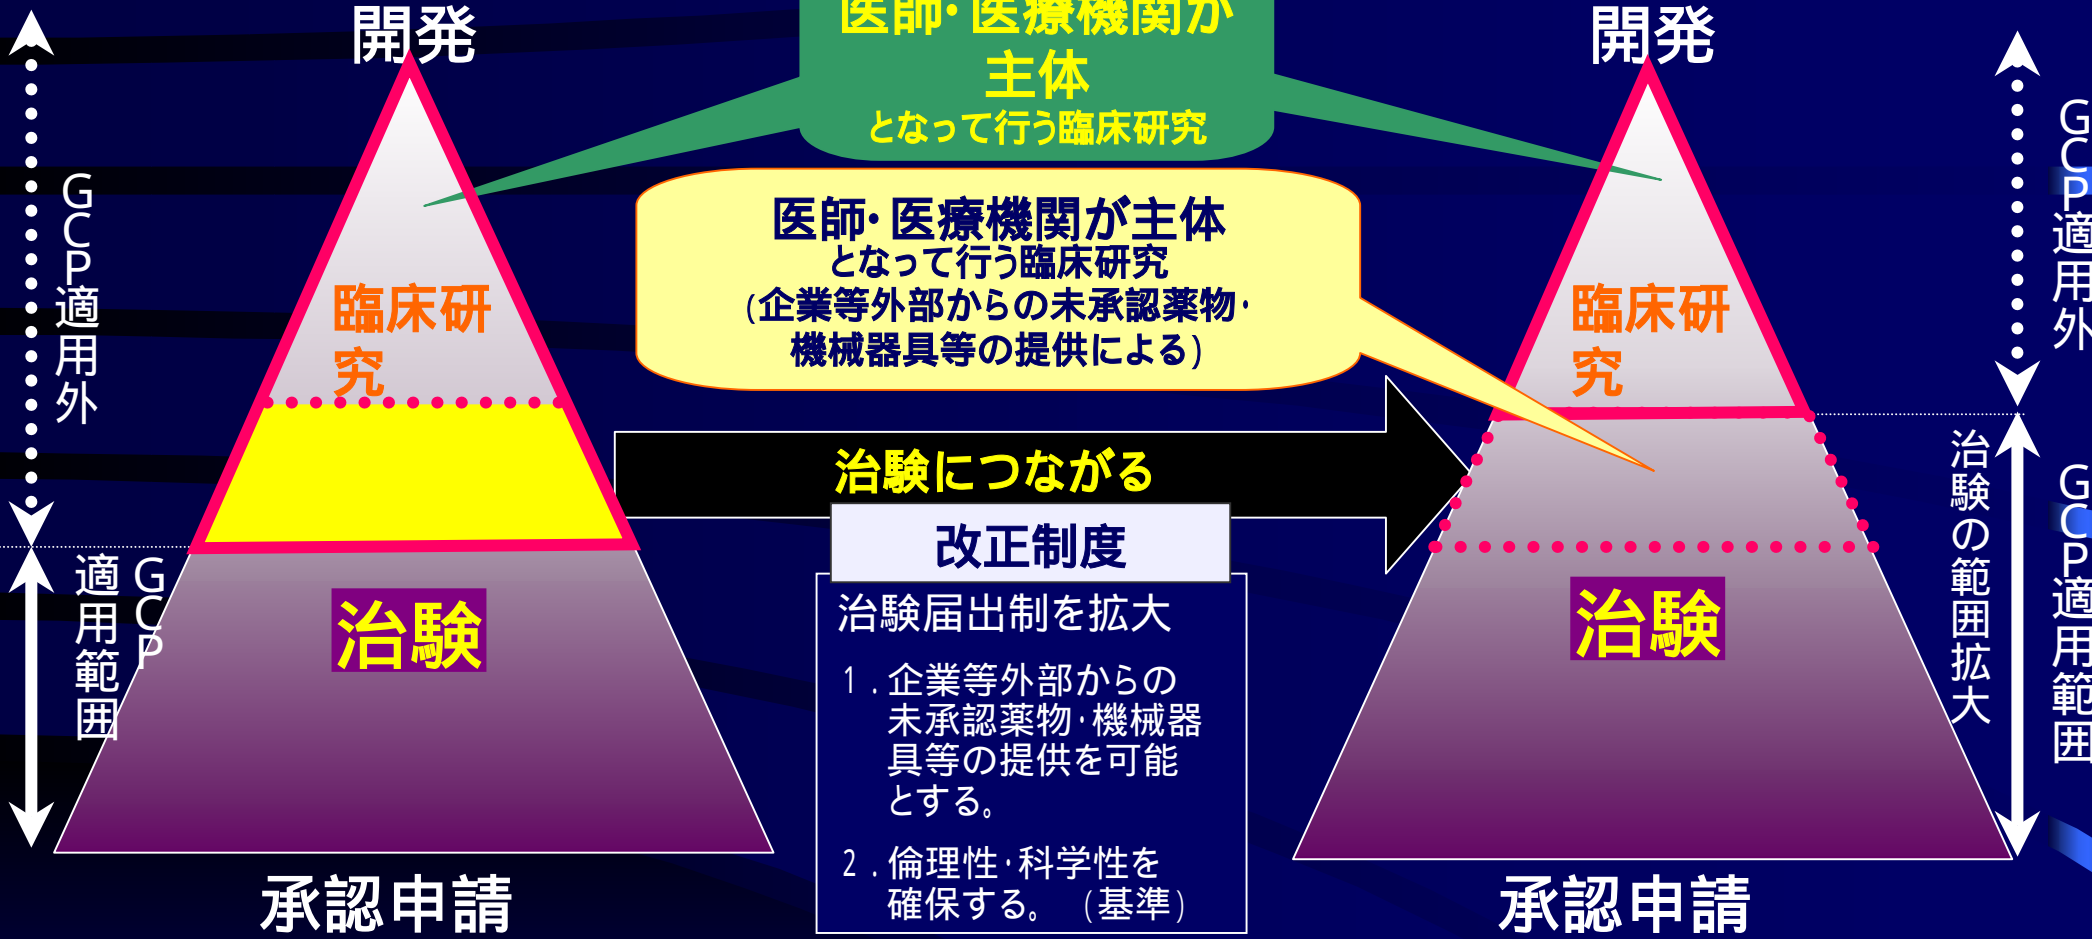 開発
GCP適用外
臨床研
究
治験
GCP
適用範囲
承認申請
医師・医療機関が
主体
となって行う臨床研究
医師・医療機関が主体
となって行う臨床研究
(企業等外部からの未承認薬物・
機械器具等の提供による)
治験につながる
改正制度
治験届出制を拡大
1．企業等外部からの
未承認薬物・機械器
具等の提供を可能
とする。
2．倫理性・科学性を
確保する。（基準）
開発
臨床研
究
治験
承認申請
GCP適用外
治験の範囲拡大
GCP適用範囲